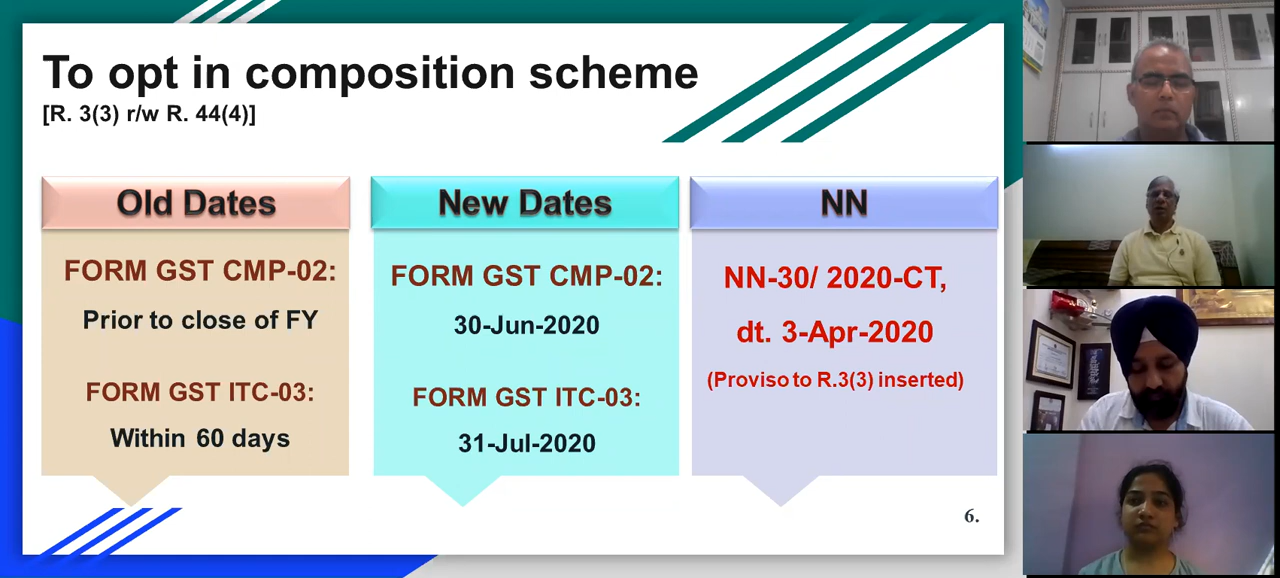 To opt in composition scheme
[R. 3(3) r/w R. 44(4)]
Old Dates
FORM GST CMP-02:
Prior to close of FY
FORM GST ITC-03:
Within 60 days
New Dates
FORM GST CMP-02:
30-Jun-2020
FORM GST ITC-03:
31-Jul-2020
NN
NN-30/ 2020-CT,
dt. 3-Apr-2020
(Proviso to R.3(3) inserted)
6.